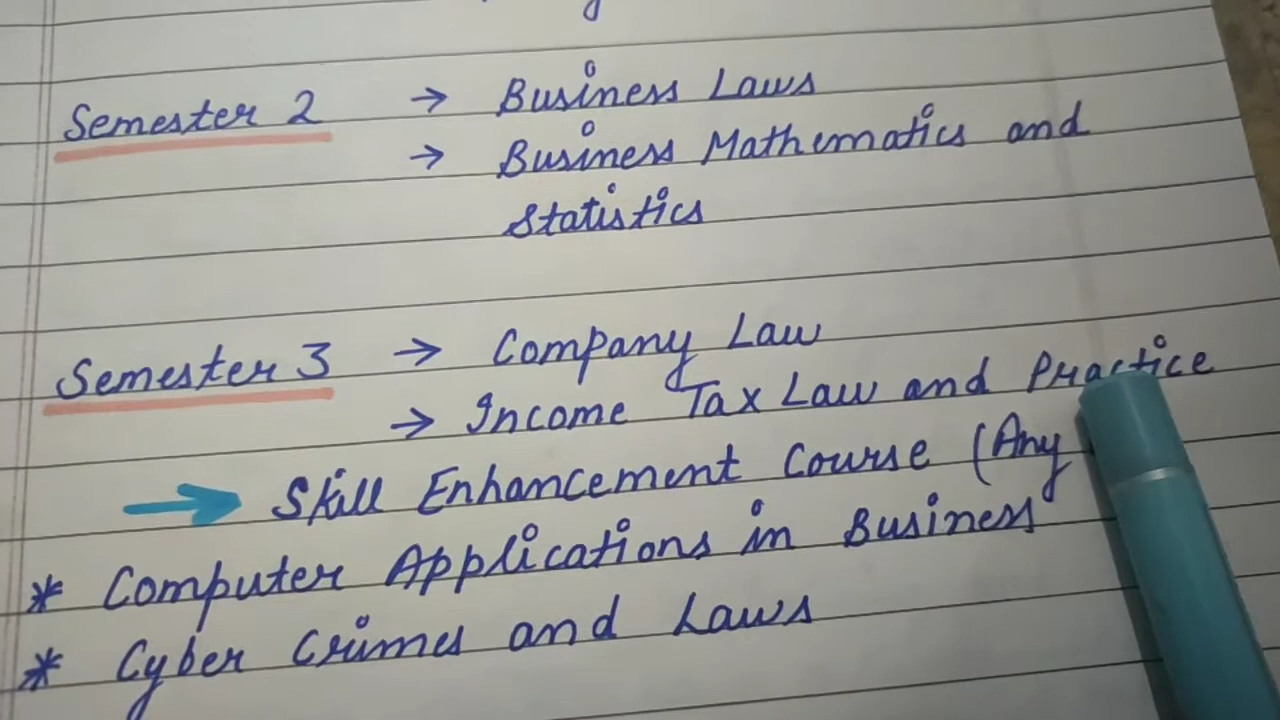 Semester 2 → Business Laws
→ Business Mathematics and
Statistics
Semester 3 → Company Law
→ Income Tax Law and Practice
→ Skill Enhancement Course (Any
* Computer Applications in Business
* Cyber Crimes and Laws